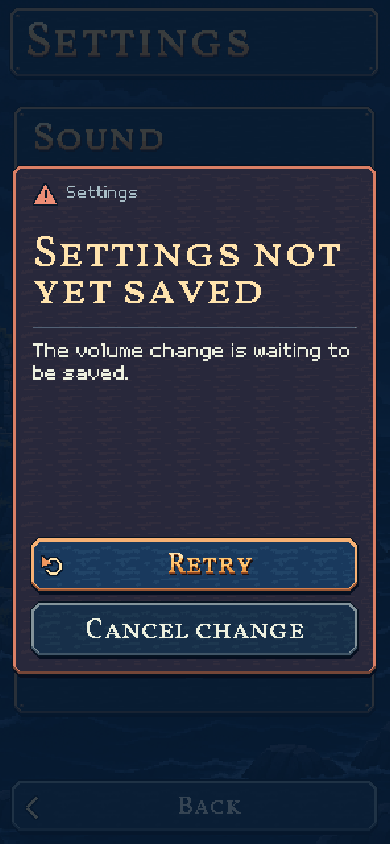 Settings
Sound
Settings
Settings not
yet saved
The volume change is waiting to
be saved.
Retry
Cancel change
Back